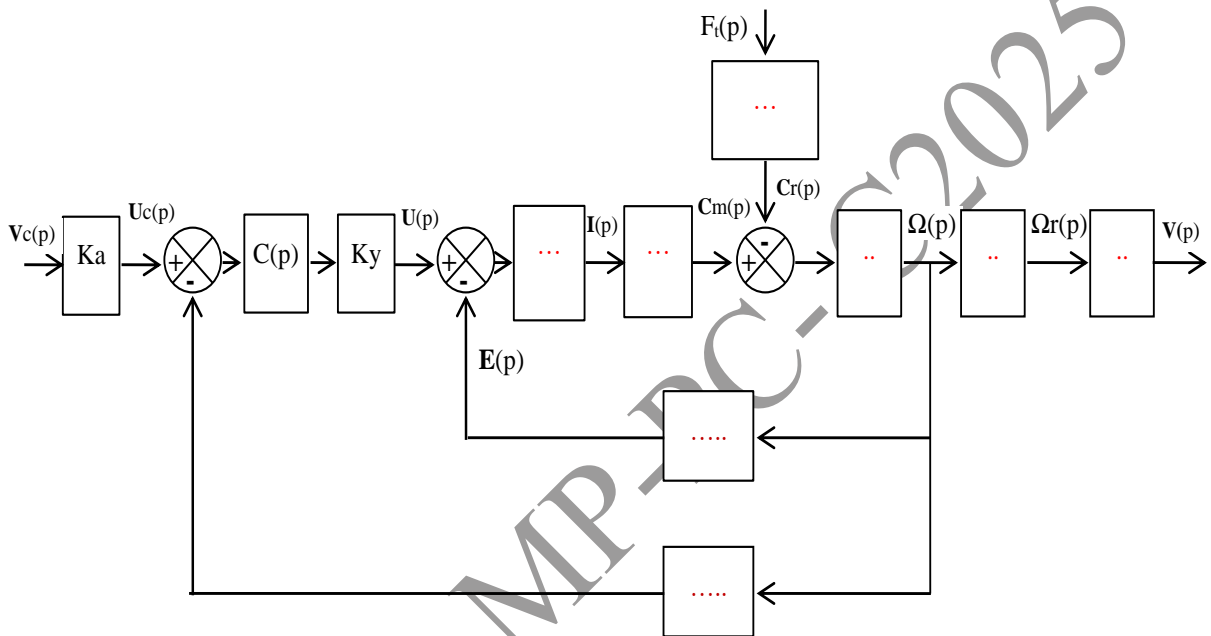 Ft(p)
...
Cr(p)
Vc(p)
Ka
Uc(p)
+
-
C(p)
Ky
U(p)
+
-
...
I(p)
...
Cm(p)
-
+
..
Ω(p)
..
Ωr(p)
..
V(p)
E(p)
.....
.....
MP-PC-C2025